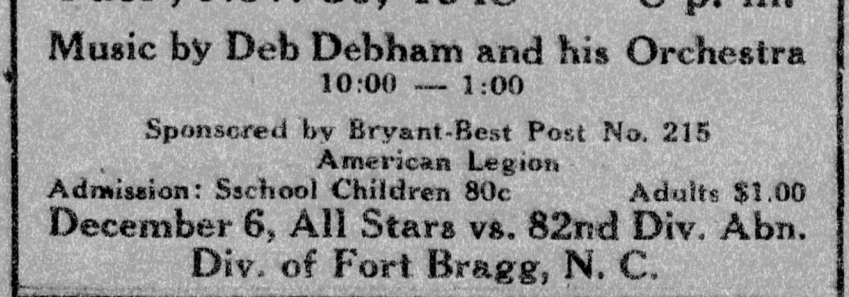 Music by Deb Debham and his Orchestra
10:00 — 1:00
Sponsored by Bryant-Best Post No. 215
American Legion
Admission: Sschool Children 80c Adults $1.00
December 6, All Stars vs. 82nd Div. Abn.
Div. of Fort Bragg, N. C.